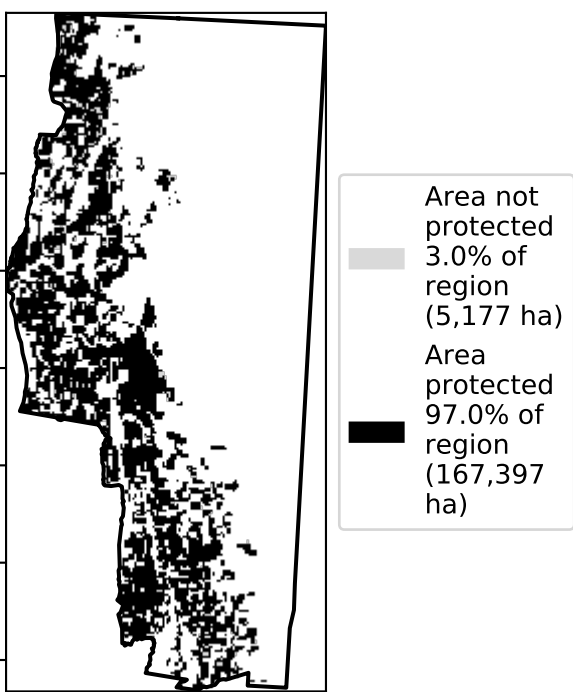 Area not
protected
3.0% of
region
(5,177 ha)
Area
protected
97.0% of
region
(167,397
ha)